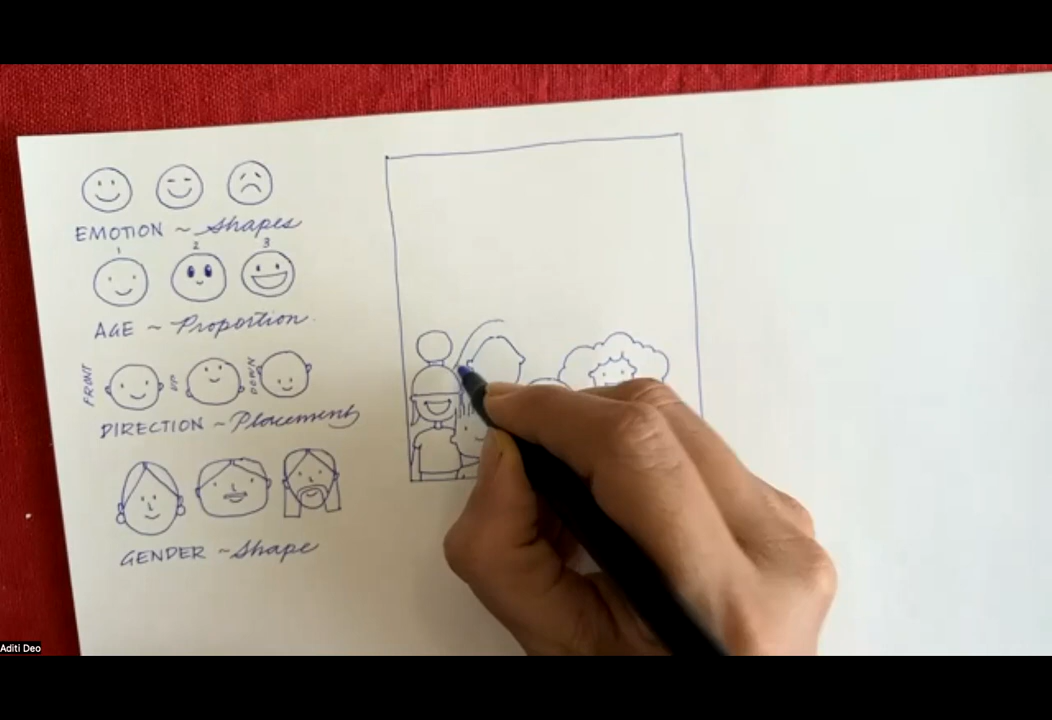 EMOTION ~ Shapes
1 2 3
AGE ~ Proportion.
FRONT UP DOWN
DIRECTION ~ Placement
GENDER ~ Shape
Aditi Deo